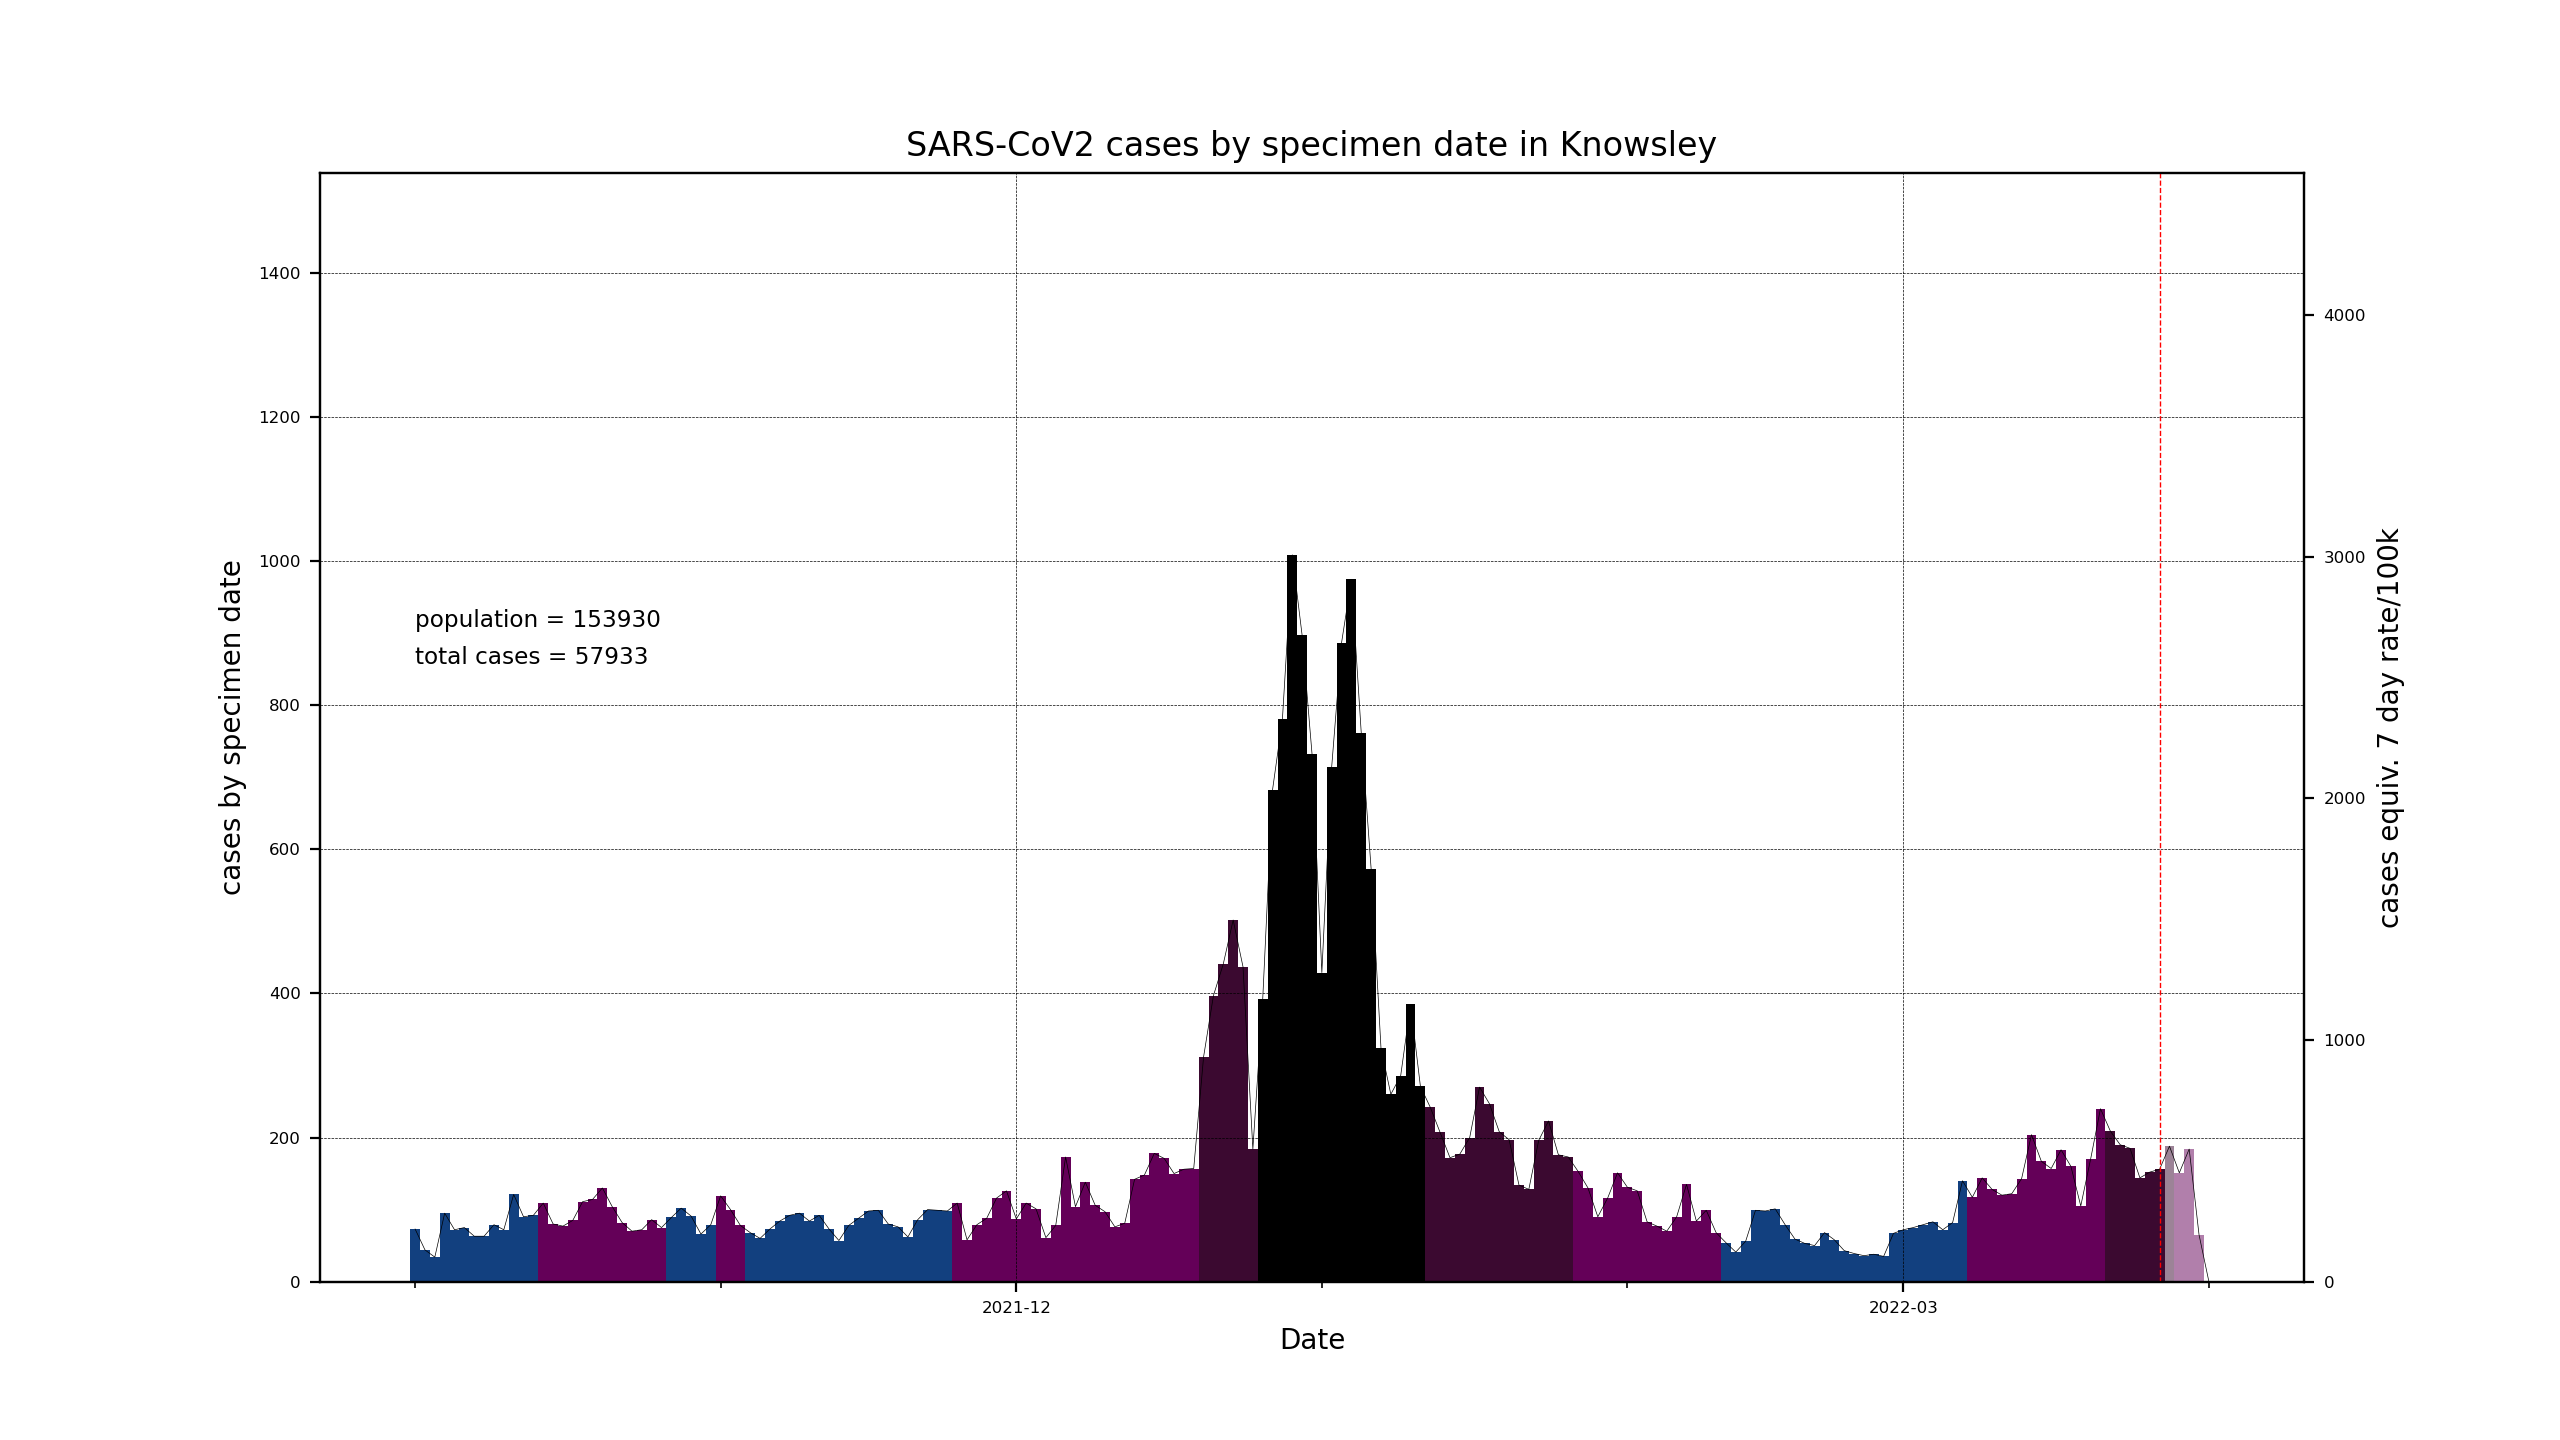 SARS-CoV2 cases by specimen date in Knowsley
cases by specimen date
1400
1200
1000
800
600
400
200
0
population = 153930
total cases = 57933
4000
3000
2000
1000
0
cases equiv. 7 day rate/100k
2021-12
2022-03
Date